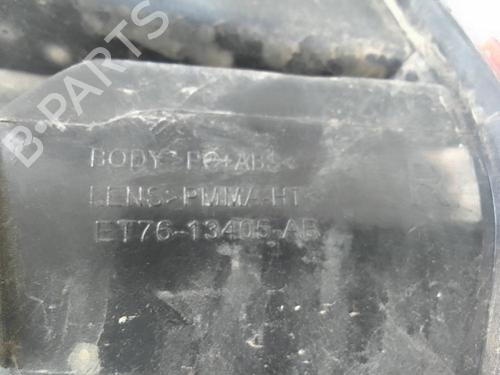 B-PARTS
BODY>PC+ABS<
LENS>PMMA-HT<
ET76-13405-AB
R